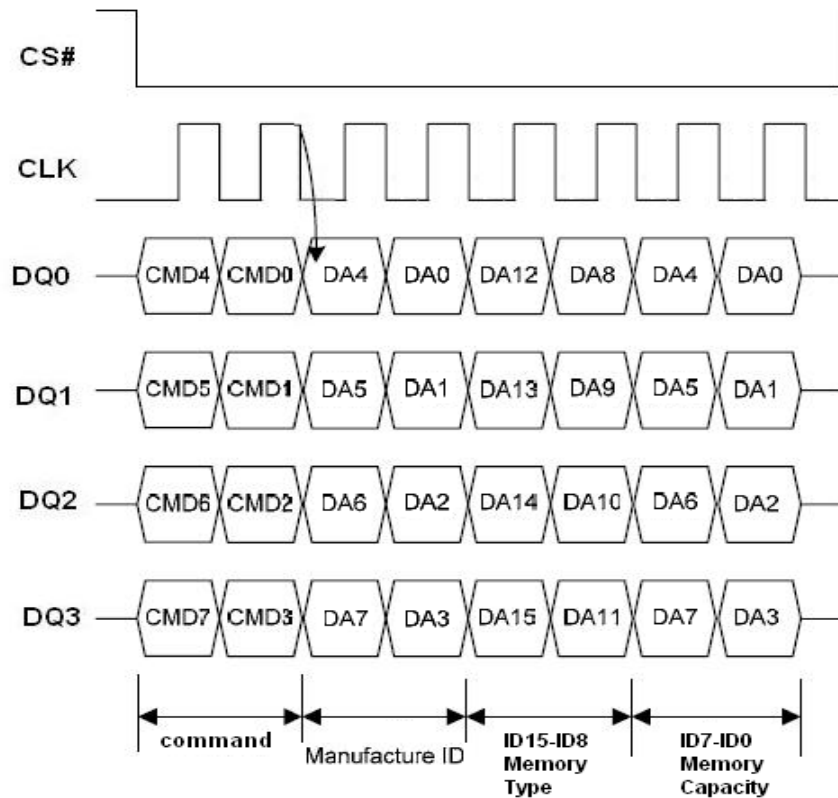 CS#
CLK
DQ0 CMD4 CMD0 DA4 DA0 DA12 DA8 DA4 DA0
DQ1 CMD5 CMD1 DA5 DA1 DA13 DA9 DA5 DA1
DQ2 CMD6 CMD2 DA6 DA2 DA14 DA10 DA6 DA2
DQ3 CMD7 CMD3 DA7 DA3 DA15 DA11 DA7 DA3
command
Manufacture ID
ID15-ID8
Memory
Type
ID7-ID0
Memory
Capacity